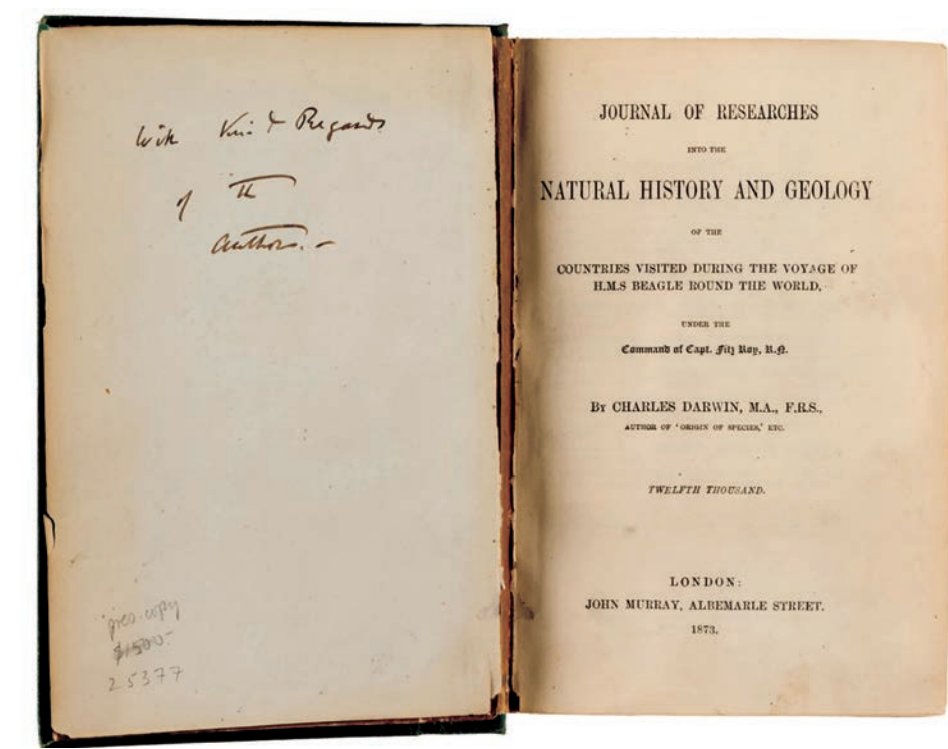 With Kind Regards
of the
Author. –
pres-copy
$1500-
25377
JOURNAL OF RESEARCHES
INTO THE
NATURAL HISTORY AND GEOLOGY
OF THE
COUNTRIES VISITED DURING THE VOYAGE OF
H.M.S BEAGLE ROUND THE WORLD,
UNDER THE
Command of Capt. Fitz Roy, R.N.
By CHARLES DARWIN, M.A., F.R.S.,
AUTHOR OF 'ORIGIN OF SPECIES,' ETC.
TWELFTH THOUSAND.
LONDON:
JOHN MURRAY, ALBEMARLE STREET.
1873.